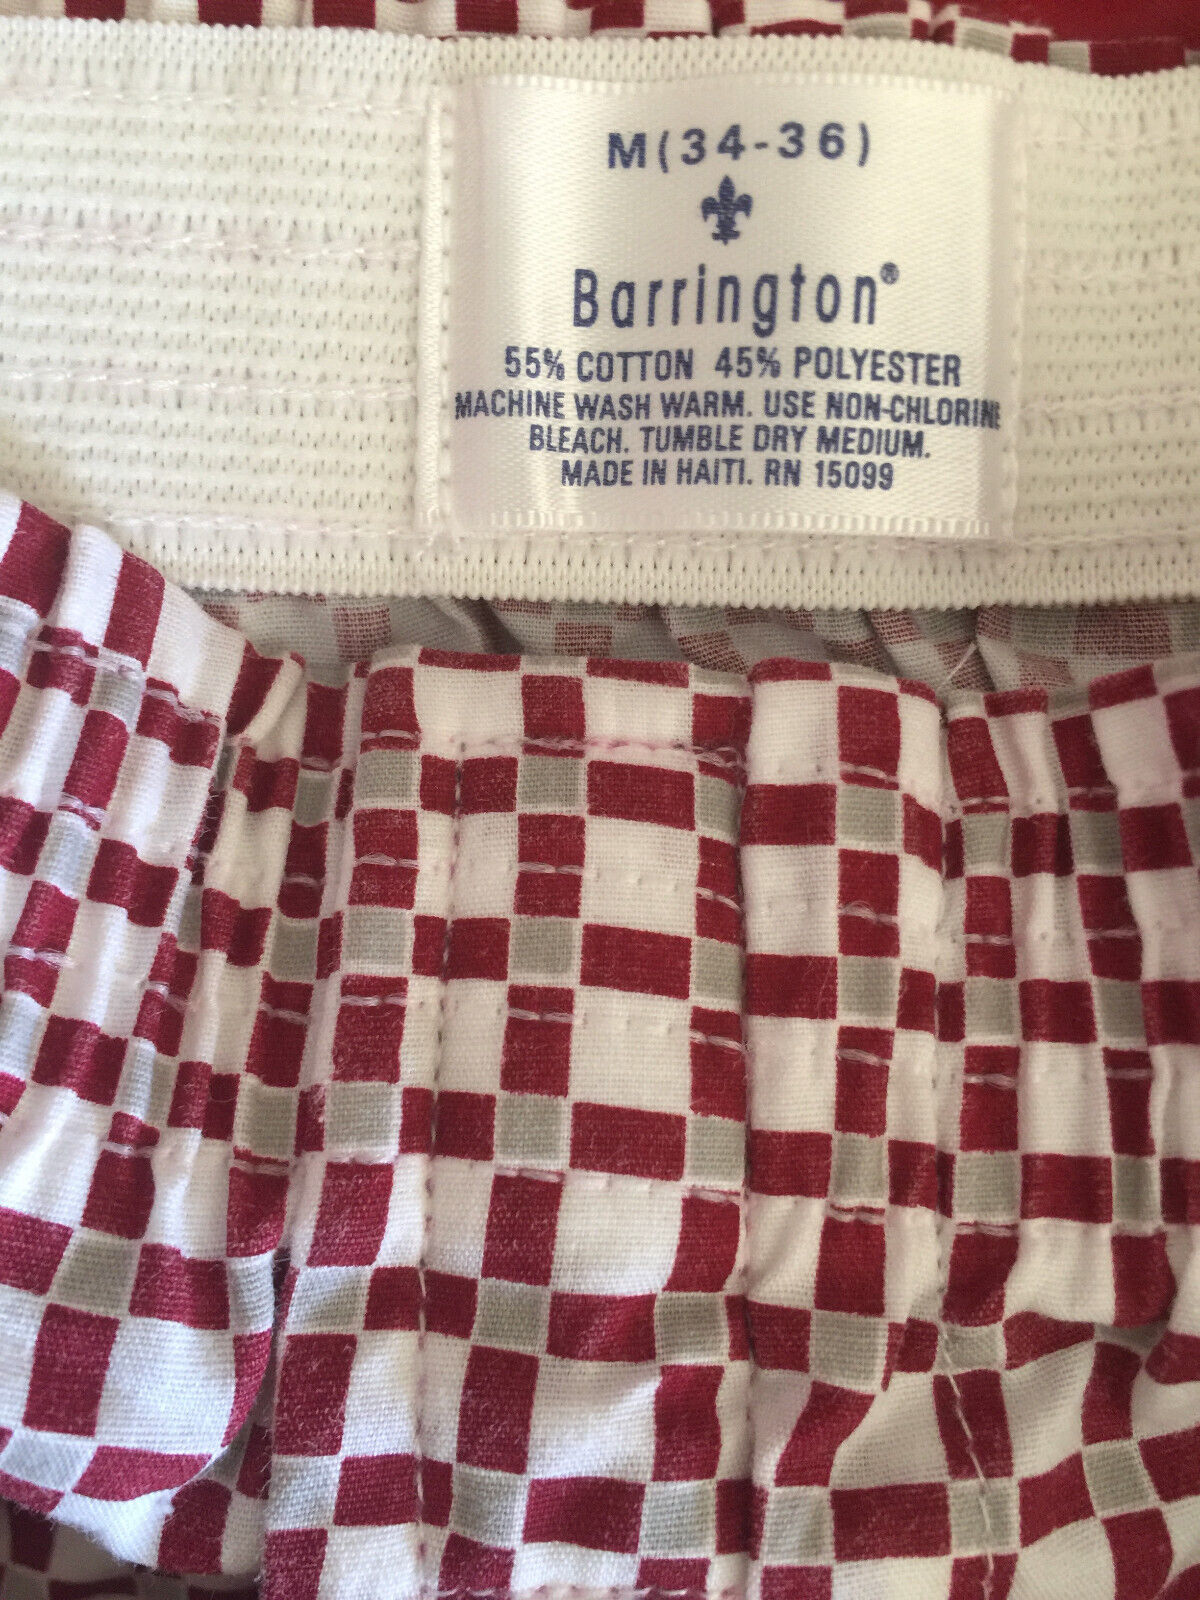 M(34-36)
Barrington®
55% COTTON 45% POLYESTER
MACHINE WASH WARM. USE NON-CHLORINE
BLEACH. TUMBLE DRY MEDIUM.
MADE IN HAITI. RN 15099